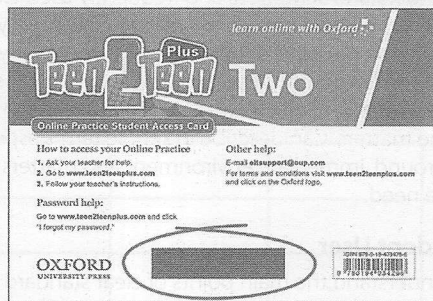 learn online with Oxford
Plus
Teen2Teen Two
Online Practice Student Access Card
How to access your Online Practice
1. Ask your teacher for help.
2. Go to www.teen2teenplus.com
3. Follow your teacher's instructions.
Password help:
Go to www.teen2teenplus.com and click
"I forgot my password."
Other help:
E-mail eltsupport@oup.com
For terms and conditions visit www.teen2teenplus.com
and click on the Oxford logo.
OXFORD
UNIVERSITY PRESS